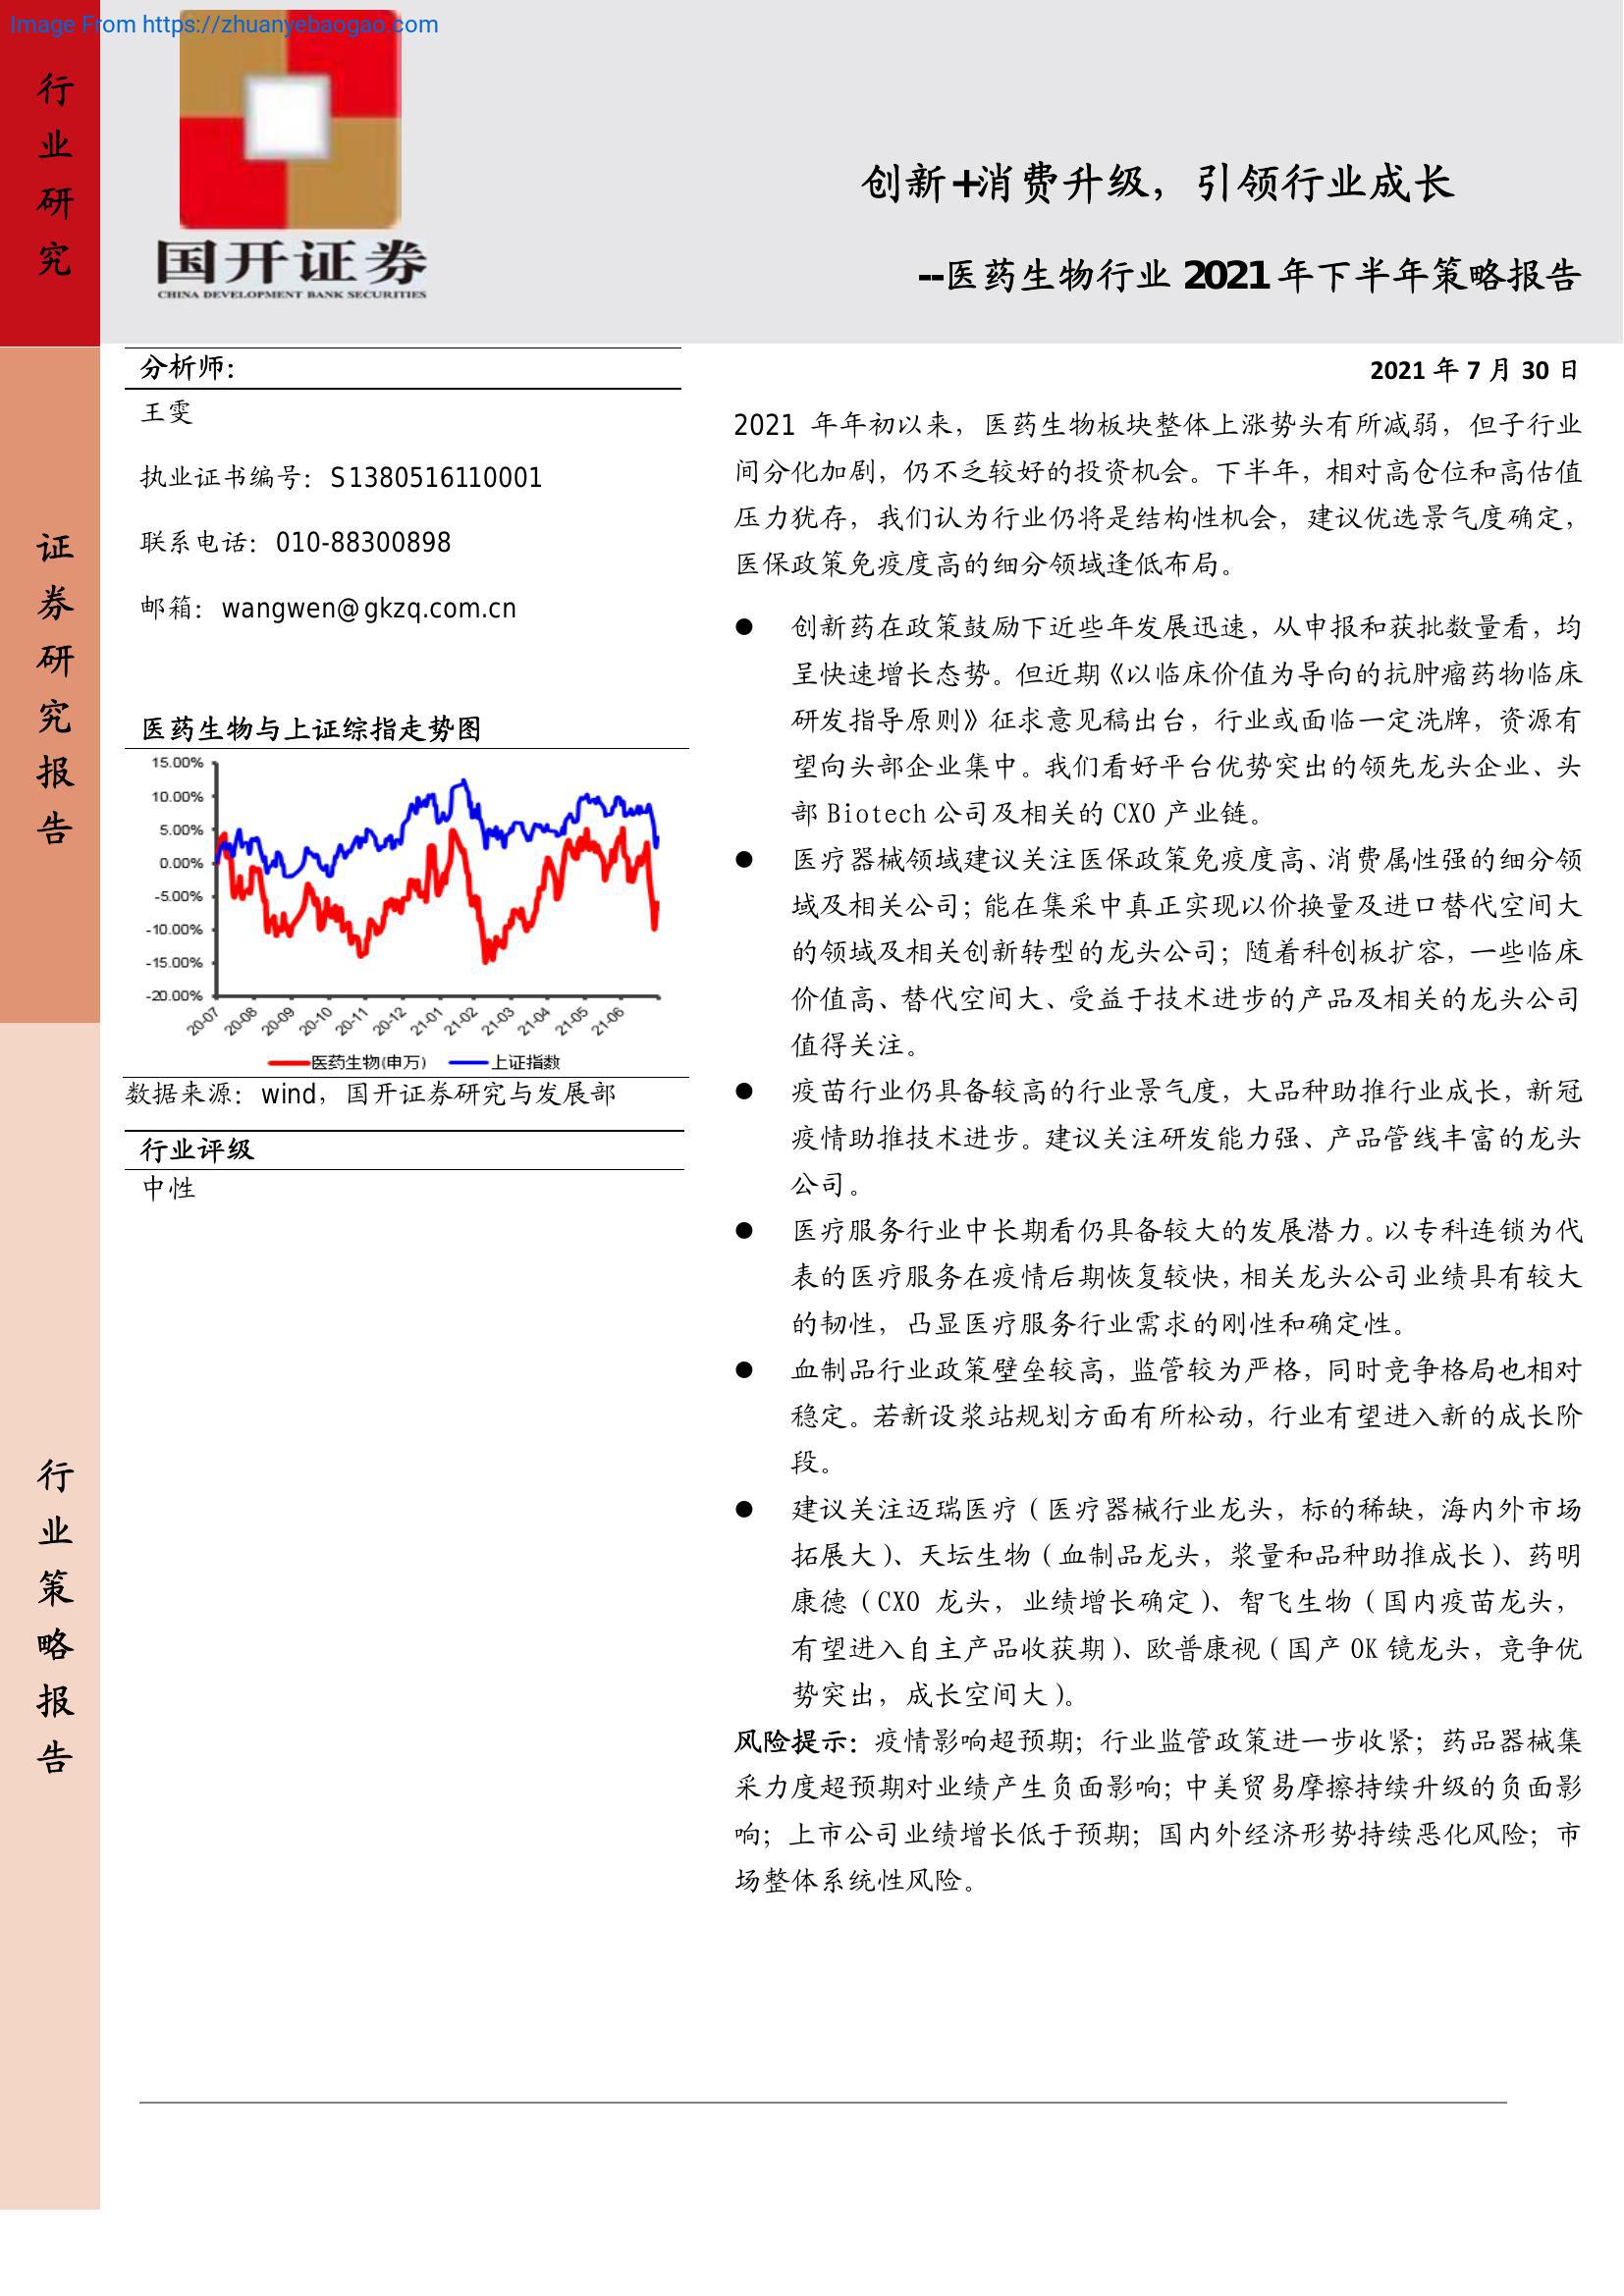 Image From https://zhuanyebaogao.com
行业研究
证券研究报告
行业策略报告
国开证券
CHINA DEVELOPMENT BANK SECURITIES
创新+消费升级，引领行业成长
--医药生物行业 2021 年下半年策略报告
分析师：
王雯
执业证书编号：S1380516110001
联系电话：010-88300898
邮箱：wangwen@gkzq.com.cn
医药生物与上证综指走势图
15.00%
10.00%
5.00%
0.00%
-5.00%
-10.00%
-15.00%
-20.00%
20-07 20-08 20-09 20-10 20-11 20-12 21-01 21-02 21-03 21-04 21-05 21-06
医药生物(申万) 上证指数
数据来源：wind，国开证券研究与发展部
行业评级
中性
2021 年 7 月 30 日
2021 年年初以来，医药生物板块整体上涨势头有所减弱，但子行业
间分化加剧，仍不乏较好的投资机会。下半年，相对高仓位和高估值
压力犹存，我们认为行业仍将是结构性机会，建议优选景气度确定，
医保政策免疫度高的细分领域逢低布局。
● 创新药在政策鼓励下近些年发展迅速，从申报和获批数量看，均
呈快速增长态势。但近期《以临床价值为导向的抗肿瘤药物临床
研发指导原则》征求意见稿出台，行业或面临一定洗牌，资源有
望向头部企业集中。我们看好平台优势突出的领先龙头企业、头
部 Biotech 公司及相关的 CXO 产业链。
● 医疗器械领域建议关注医保政策免疫度高、消费属性强的细分领
域及相关公司；能在集采中真正实现以价换量及进口替代空间大
的领域及相关创新转型的龙头公司；随着科创板扩容，一些临床
价值高、替代空间大、受益于技术进步的产品及相关的龙头公司
值得关注。
● 疫苗行业仍具备较高的行业景气度，大品种助推行业成长，新冠
疫情助推技术进步。建议关注研发能力强、产品管线丰富的龙头
公司。
● 医疗服务行业中长期看仍具备较大的发展潜力。以专科连锁为代
表的医疗服务在疫情后期恢复较快，相关龙头公司业绩具有较大
的韧性，凸显医疗服务行业需求的刚性和确定性。
● 血制品行业政策壁垒较高，监管较为严格，同时竞争格局也相对
稳定。若新设浆站规划方面有所松动，行业有望进入新的成长阶
段。
● 建议关注迈瑞医疗（医疗器械行业龙头，标的稀缺，海内外市场
拓展大）、天坛生物（血制品龙头，浆量和品种助推成长）、药明
康德（CXO 龙头，业绩增长确定）、智飞生物（国内疫苗龙头，
有望进入自主产品收获期）、欧普康视（国产 OK 镜龙头，竞争优
势突出，成长空间大）。
风险提示：疫情影响超预期；行业监管政策进一步收紧；药品器械集
采力度超预期对业绩产生负面影响；中美贸易摩擦持续升级的负面影
响；上市公司业绩增长低于预期；国内外经济形势持续恶化风险；市
场整体系统性风险。